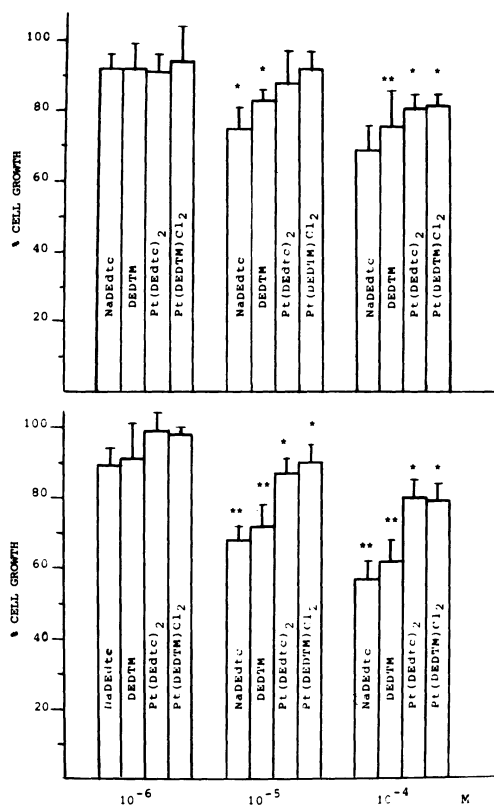 100
80
60
40
20
% CELL GROWTH
NaDEdtc
DEDTM
Pt(DEdtc)2
Pt(DEDTM)Cl2
*
*
**
*
*
NaDEdtc
DEDTM
Pt(DEdtc)2
Pt(DEDTM)Cl2
NaDEdtc
DEDTM
Pt(DEdtc)2
Pt(DEDTM)Cl2
100
80
60
40
20
% CELL GROWTH
NaDEdtc
DEDTM
Pt(DEdtc)2
Pt(DEDTM)Cl2
**
**
*
*
**
**
*
*
NaDEdtc
DEDTM
Pt(DEdtc)2
Pt(DEDTM)Cl2
NaDEdtc
DEDTM
Pt(DEdtc)2
Pt(DEDTM)Cl2
10-6 10-5 10-4 M